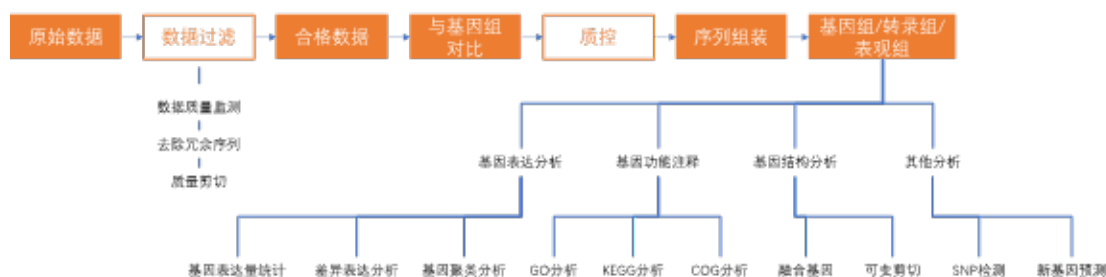 原始数据
数据过滤
合格数据
与基因组
对比
质控
序列组装
基因组/转录组/
表观组
数据质量监测
去除冗余序列
质量剪切
基因表达分析
基因功能注释
基因结构分析
其他分析
基因表达量统计
差异表达分析
基因聚类分析
GO分析
KEGG分析
COG分析
融合基因
可变剪切
SNP检测
新基因预测